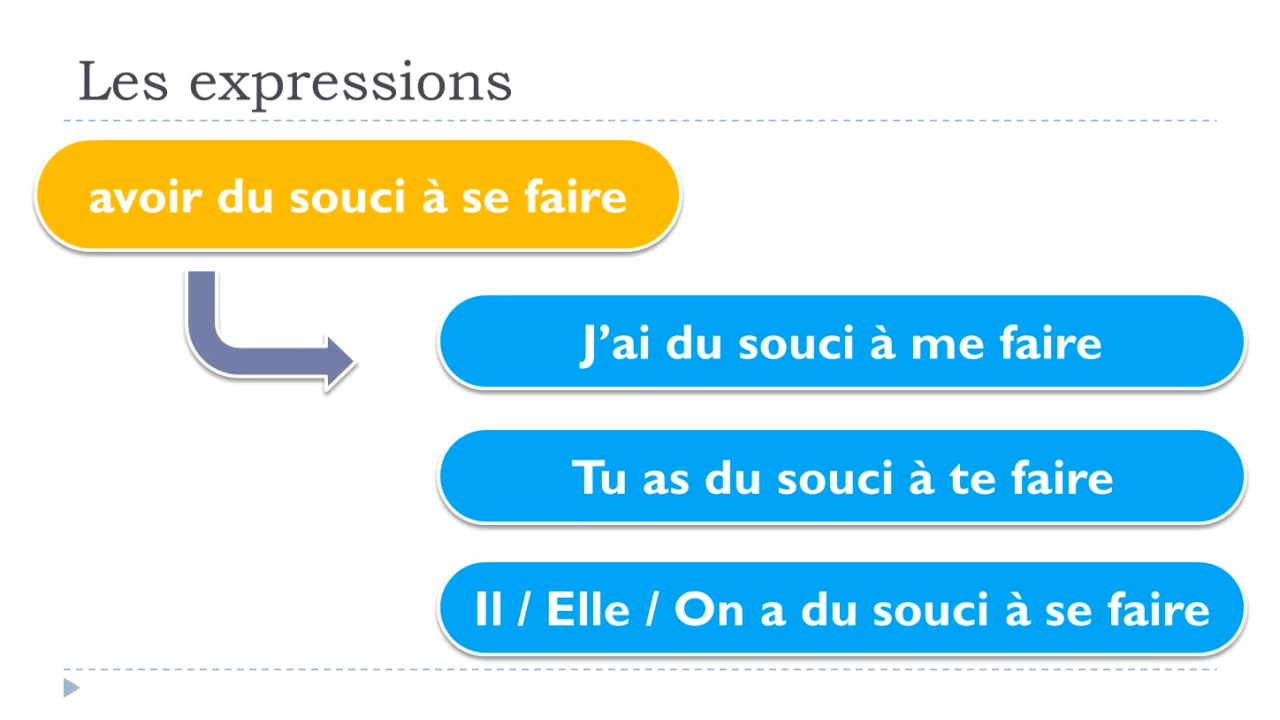 Les expressions
avoir du souci à se faire
J’ai du souci à me faire
Tu as du souci à te faire
Il / Elle / On a du souci à se faire